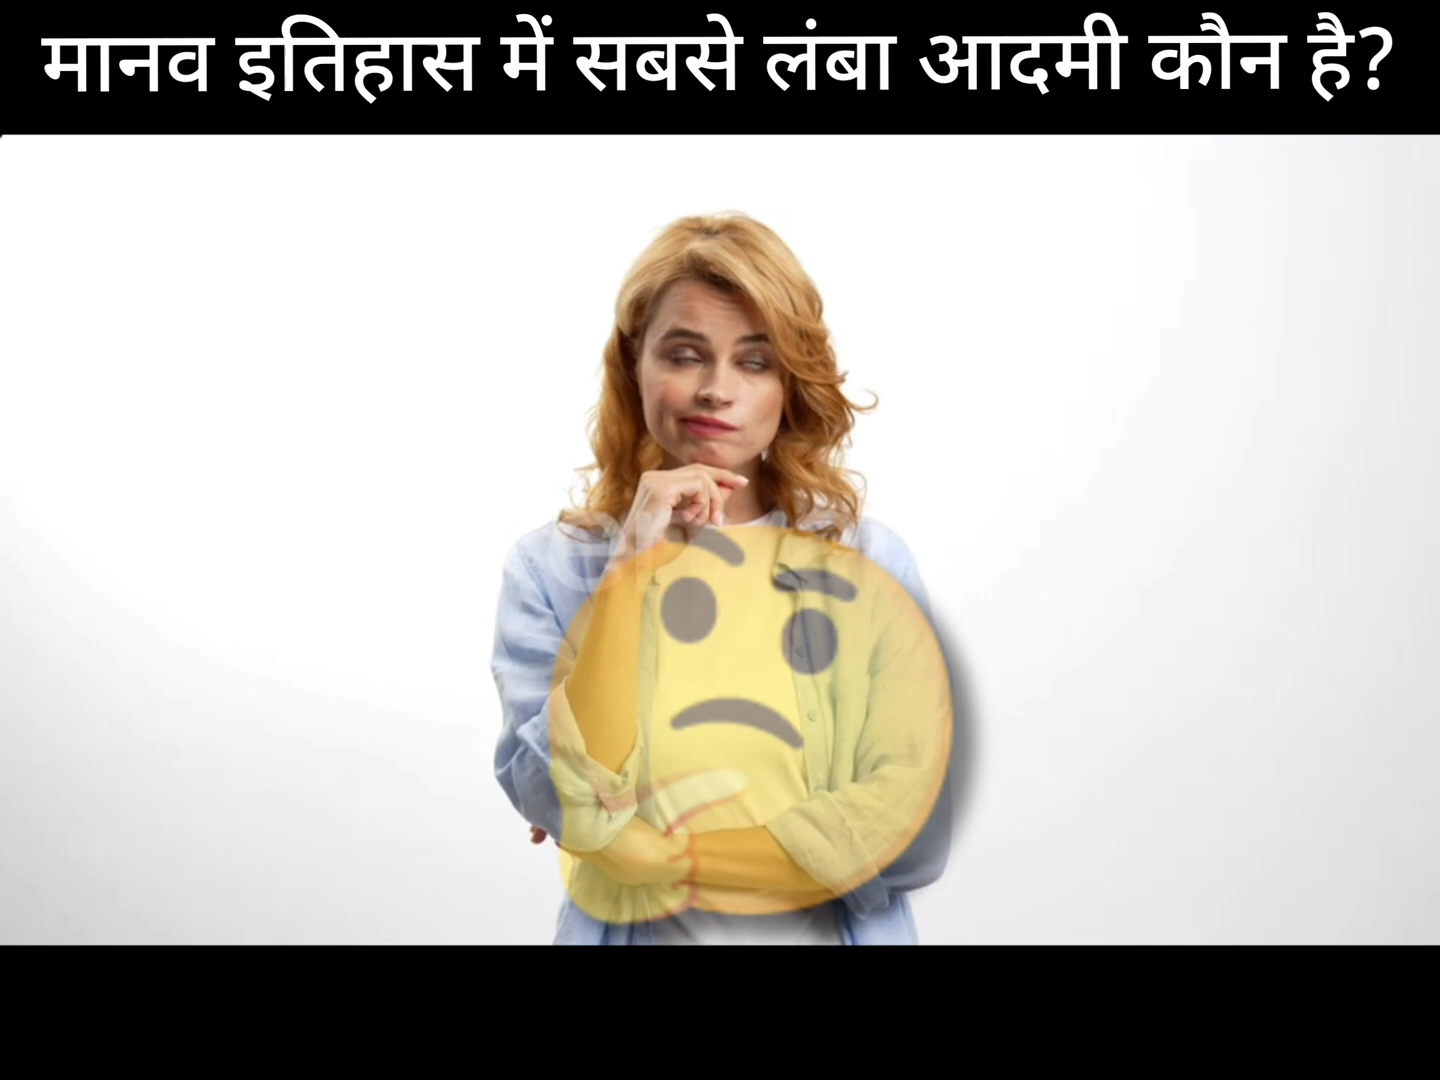 मानव इतिहास में सबसे लंबा आदमी कौन है?